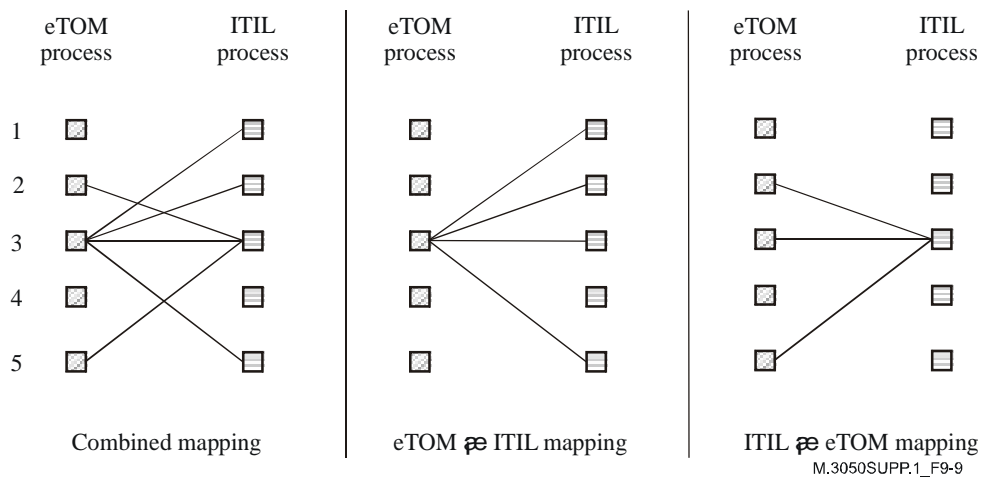 eTOM process
ITIL process
eTOM process
ITIL process
eTOM process
ITIL process
1
2
3
4
5
Combined mapping
eTOM æ ITIL mapping
ITIL æ eTOM mapping
M.3050SUPP.1_F9-9